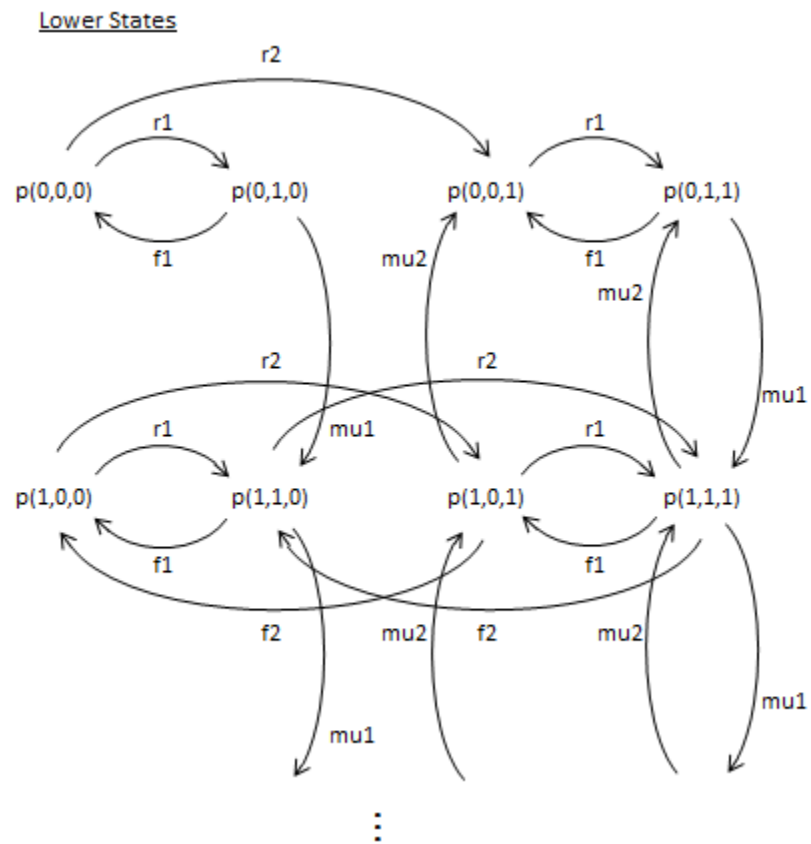 Lower States
r2
r1 r1
p(0,0,0) p(0,1,0) p(0,0,1) p(0,1,1)
f1 mu2 f1
mu2
r2 r2
mu1
r1 mu1 r1
p(1,0,0) p(1,1,0) p(1,0,1) p(1,1,1)
f1 f1
f2 mu2 f2 mu2
mu1
mu1